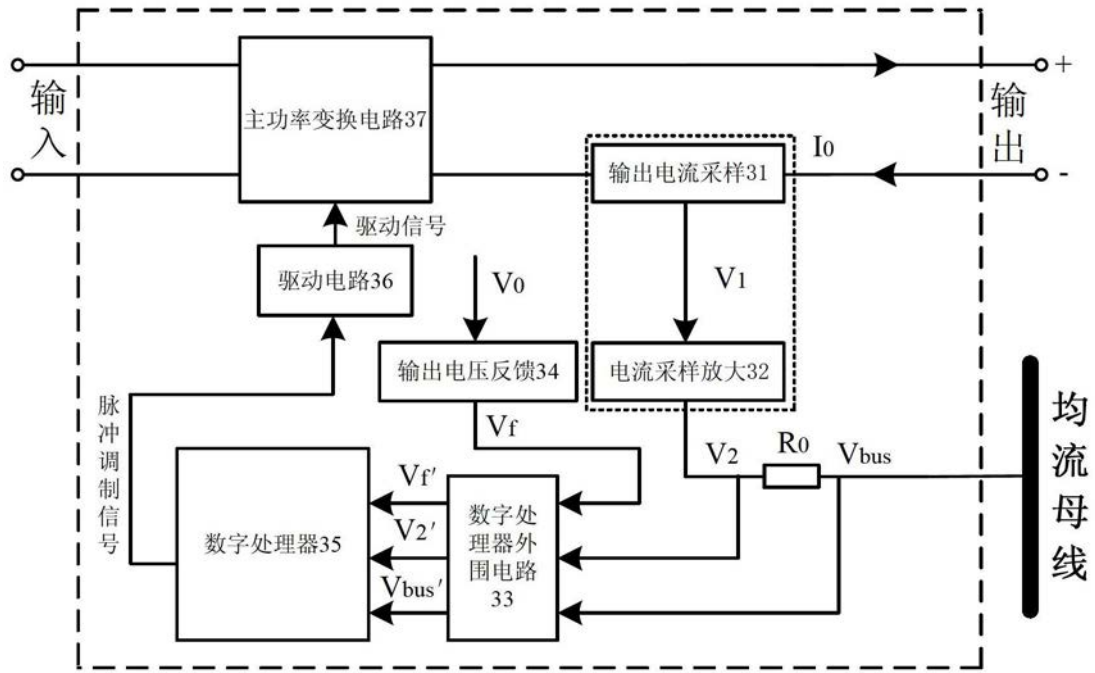 输入
主功率变换电路37
+
输出
-
I0
输出电流采样31
驱动信号
驱动电路36
V0
V1
输出电压反馈34
电流采样放大32
脉冲调制信号
Vf
V2
R0
Vbus
均流母线
数字处理器35
Vf′
V2′
Vbus′
数字处
理器外
围电路
33